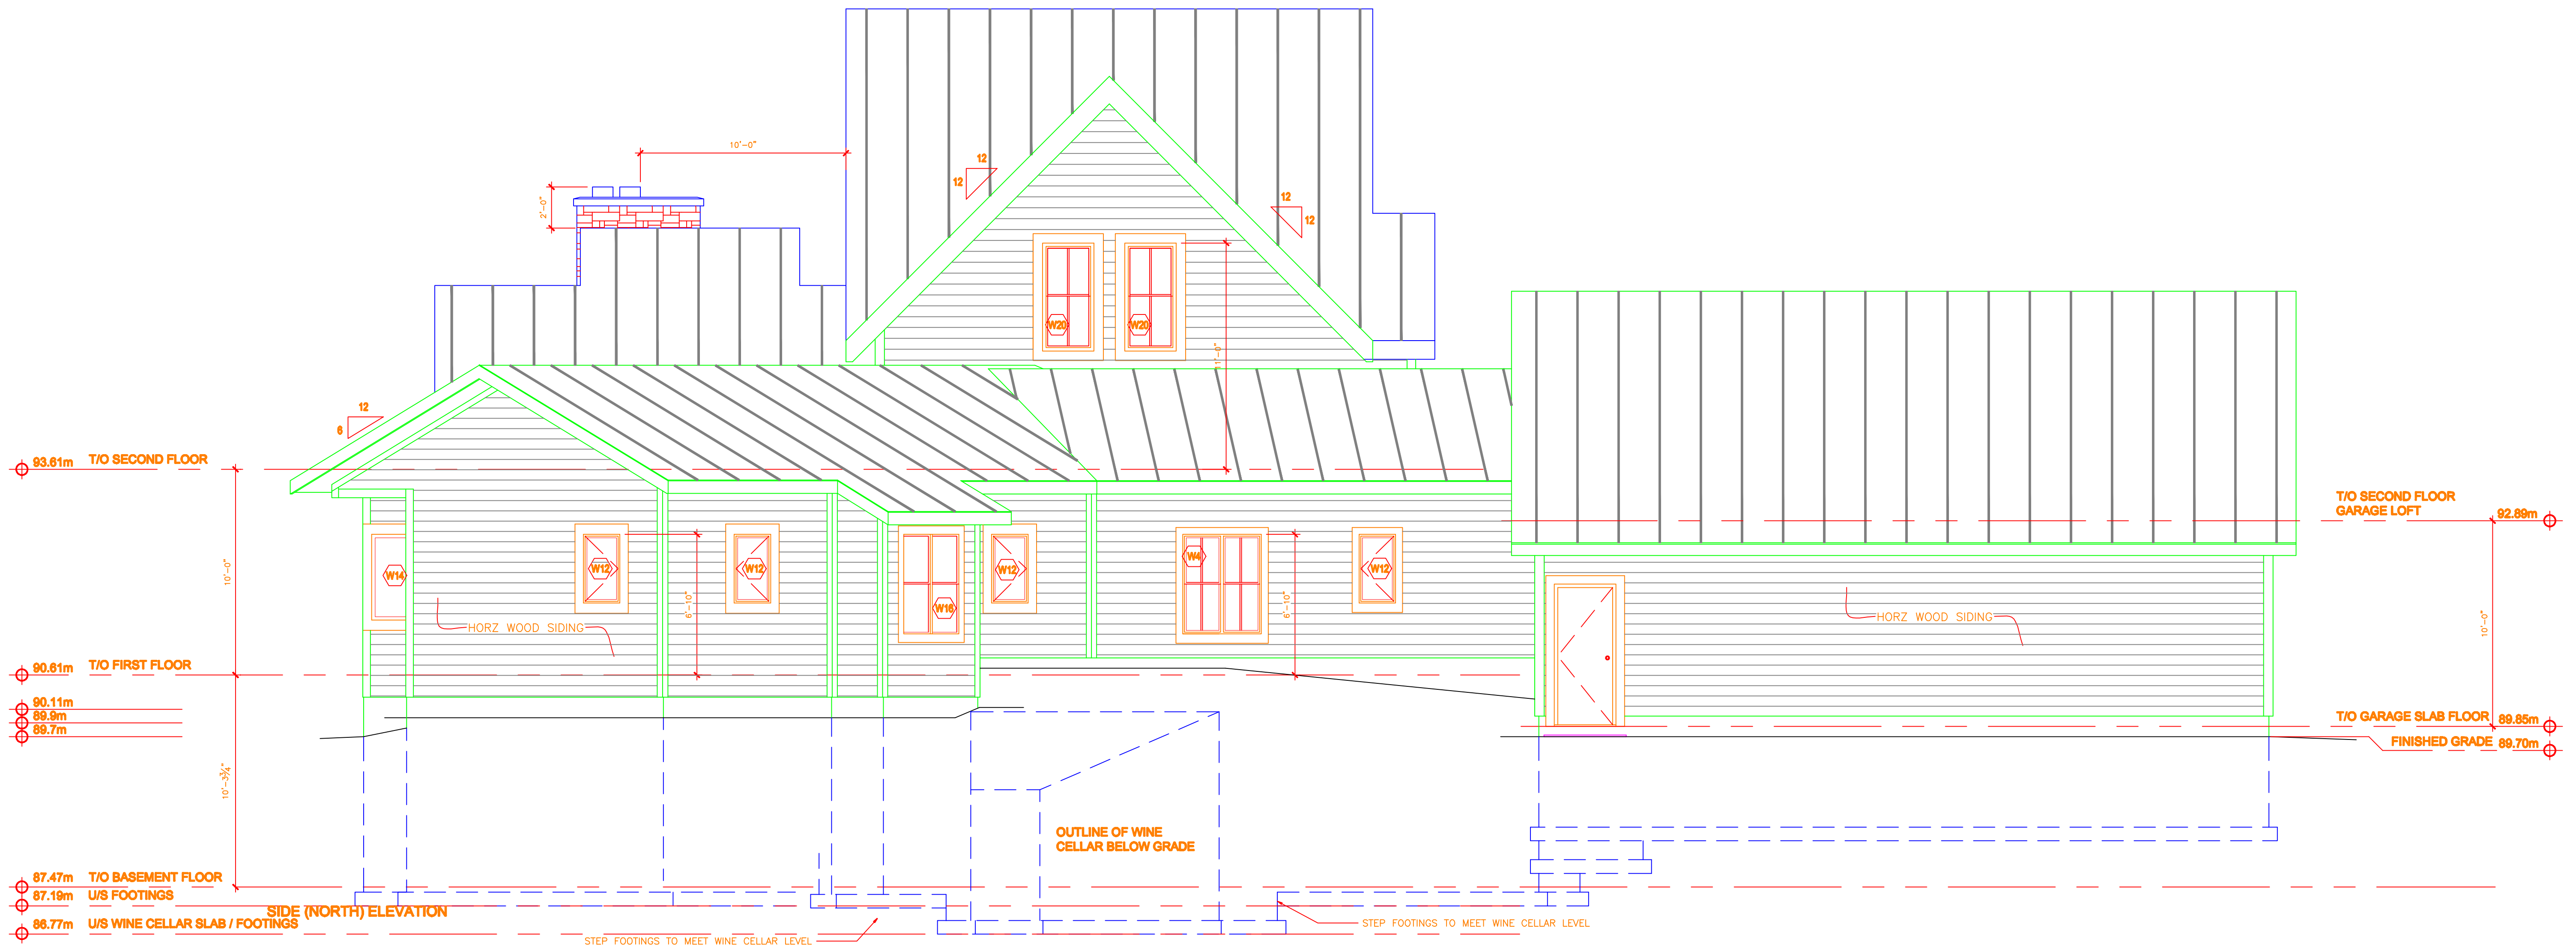 10'-0"
2'-0"
12
12
12
12
W20
W20
12
6
93.61m T/O SECOND FLOOR
T/O SECOND FLOOR
GARAGE LOFT
92.89m
W14
W12
W12
W16
W12
W4
W12
10'-0"
6'-10"
6'-10"
10'-0"
HORZ WOOD SIDING
HORZ WOOD SIDING
90.61m T/O FIRST FLOOR
90.11m
89.9m
89.7m
T/O GARAGE SLAB FLOOR 89.85m
FINISHED GRADE 89.70m
10'-3¾"
OUTLINE OF WINE
CELLAR BELOW GRADE
87.47m T/O BASEMENT FLOOR
87.19m U/S FOOTINGS
SIDE (NORTH) ELEVATION
86.77m U/S WINE CELLAR SLAB / FOOTINGS
STEP FOOTINGS TO MEET WINE CELLAR LEVEL
STEP FOOTINGS TO MEET WINE CELLAR LEVEL